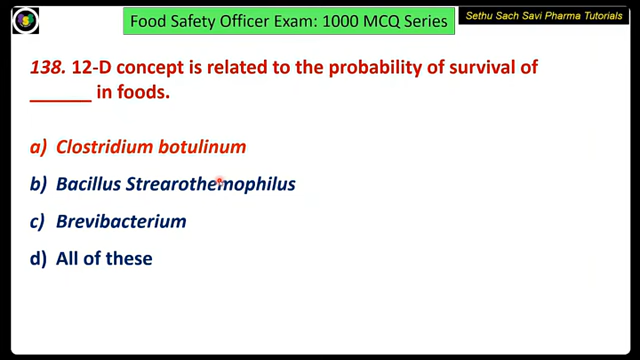 Food Safety Officer Exam: 1000 MCQ Series
Sethu Sach Savi Pharma Tutorials
138. 12-D concept is related to the probability of survival of
______ in foods.
a) Clostridium botulinum
b) Bacillus Strearothemophilus
c) Brevibacterium
d) All of these